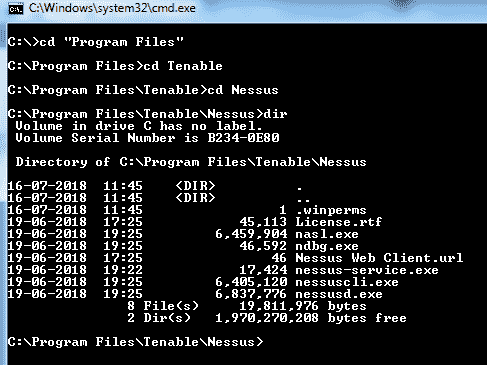 C:\Windows\system32\cmd.exe
C:\>cd "Program Files"
C:\Program Files>cd Tenable
C:\Program Files\Tenable>cd Nessus
C:\Program Files\Tenable\Nessus>dir
Volume in drive C has no label.
Volume Serial Number is B234-0E80
Directory of C:\Program Files\Tenable\Nessus
16-07-2018 11:45 <DIR> .
16-07-2018 11:45 <DIR> ..
16-07-2018 11:45 1 .winperms
19-06-2018 17:25 45,113 License.rtf
19-06-2018 19:25 6,459,904 nasl.exe
19-06-2018 19:25 46,592 ndbg.exe
19-06-2018 17:25 46 Nessus Web Client.url
19-06-2018 19:22 17,424 nessus-service.exe
19-06-2018 19:25 6,405,120 nessuscli.exe
19-06-2018 19:25 6,837,776 nessusd.exe
8 File(s) 19,811,976 bytes
2 Dir(s) 1,970,270,208 bytes free
C:\Program Files\Tenable\Nessus>